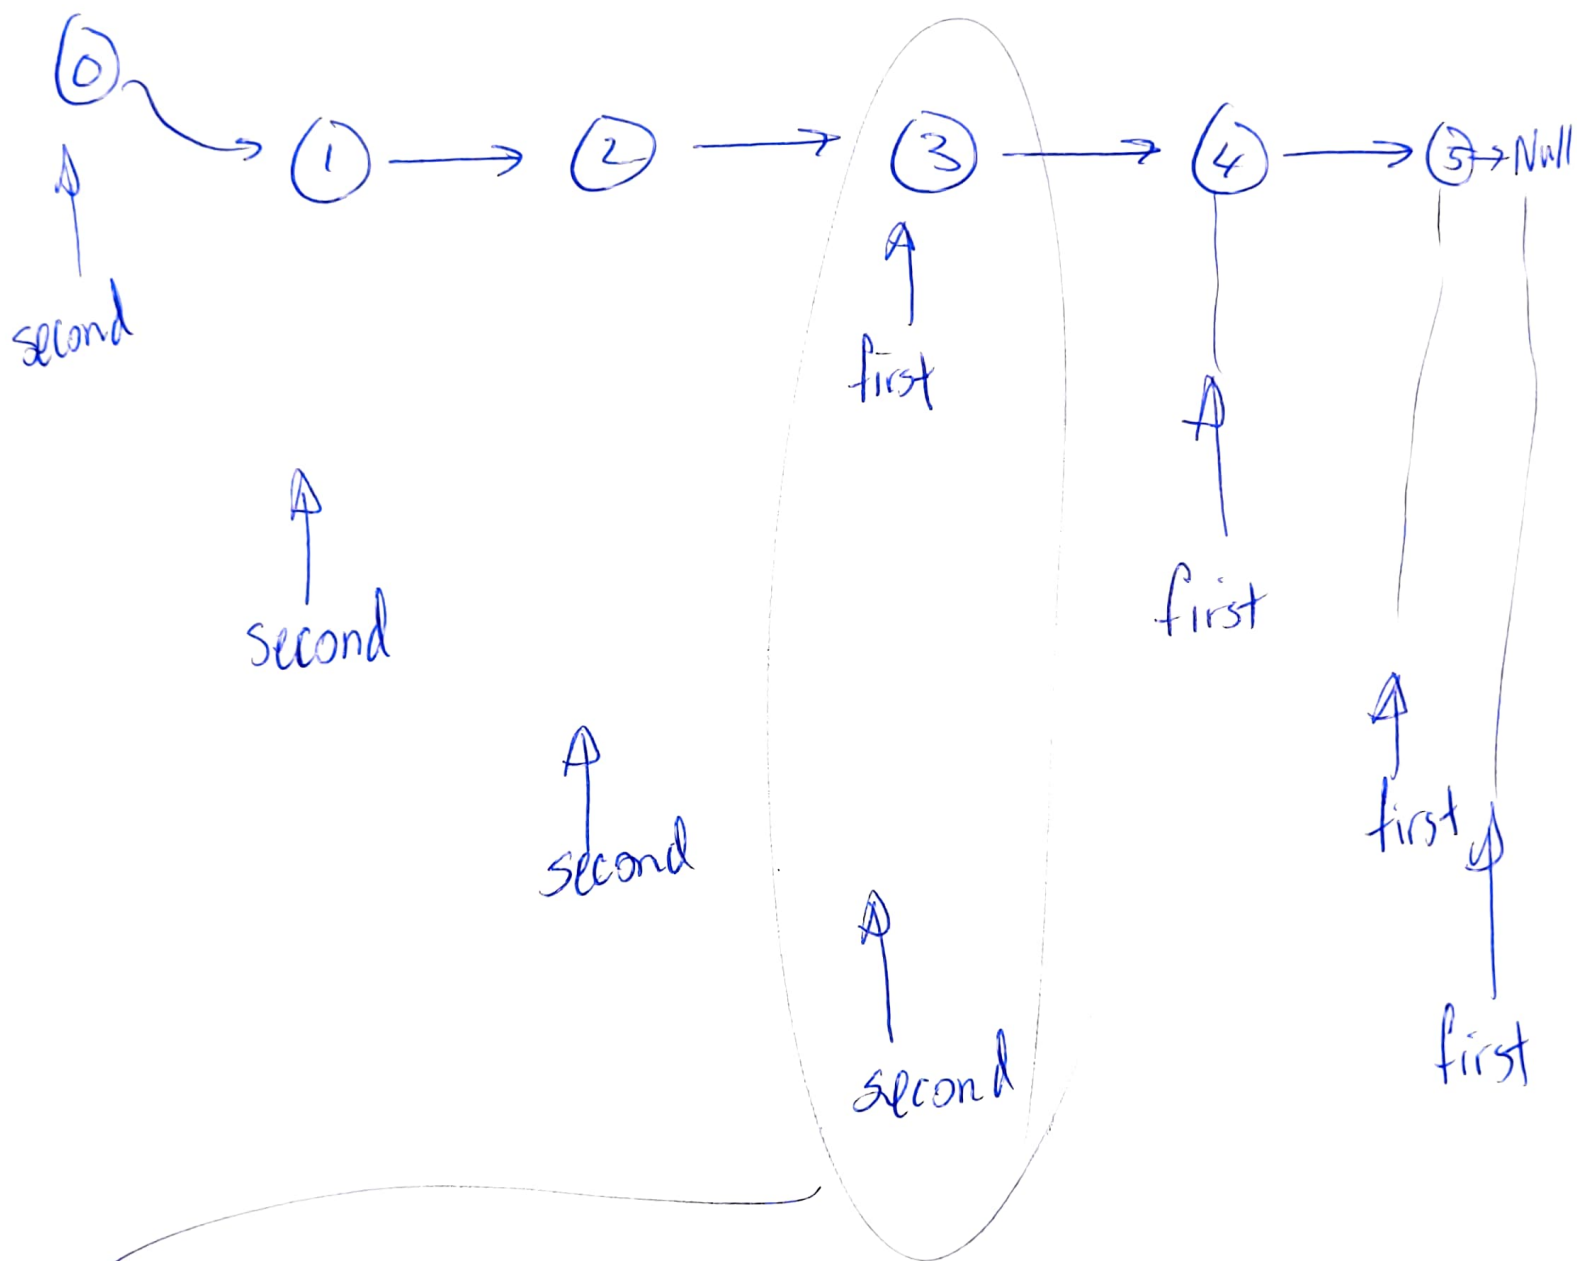 0
1 → 2 → 3 → 4 → 5 → Null
second
first
first
second
first
second
second
first